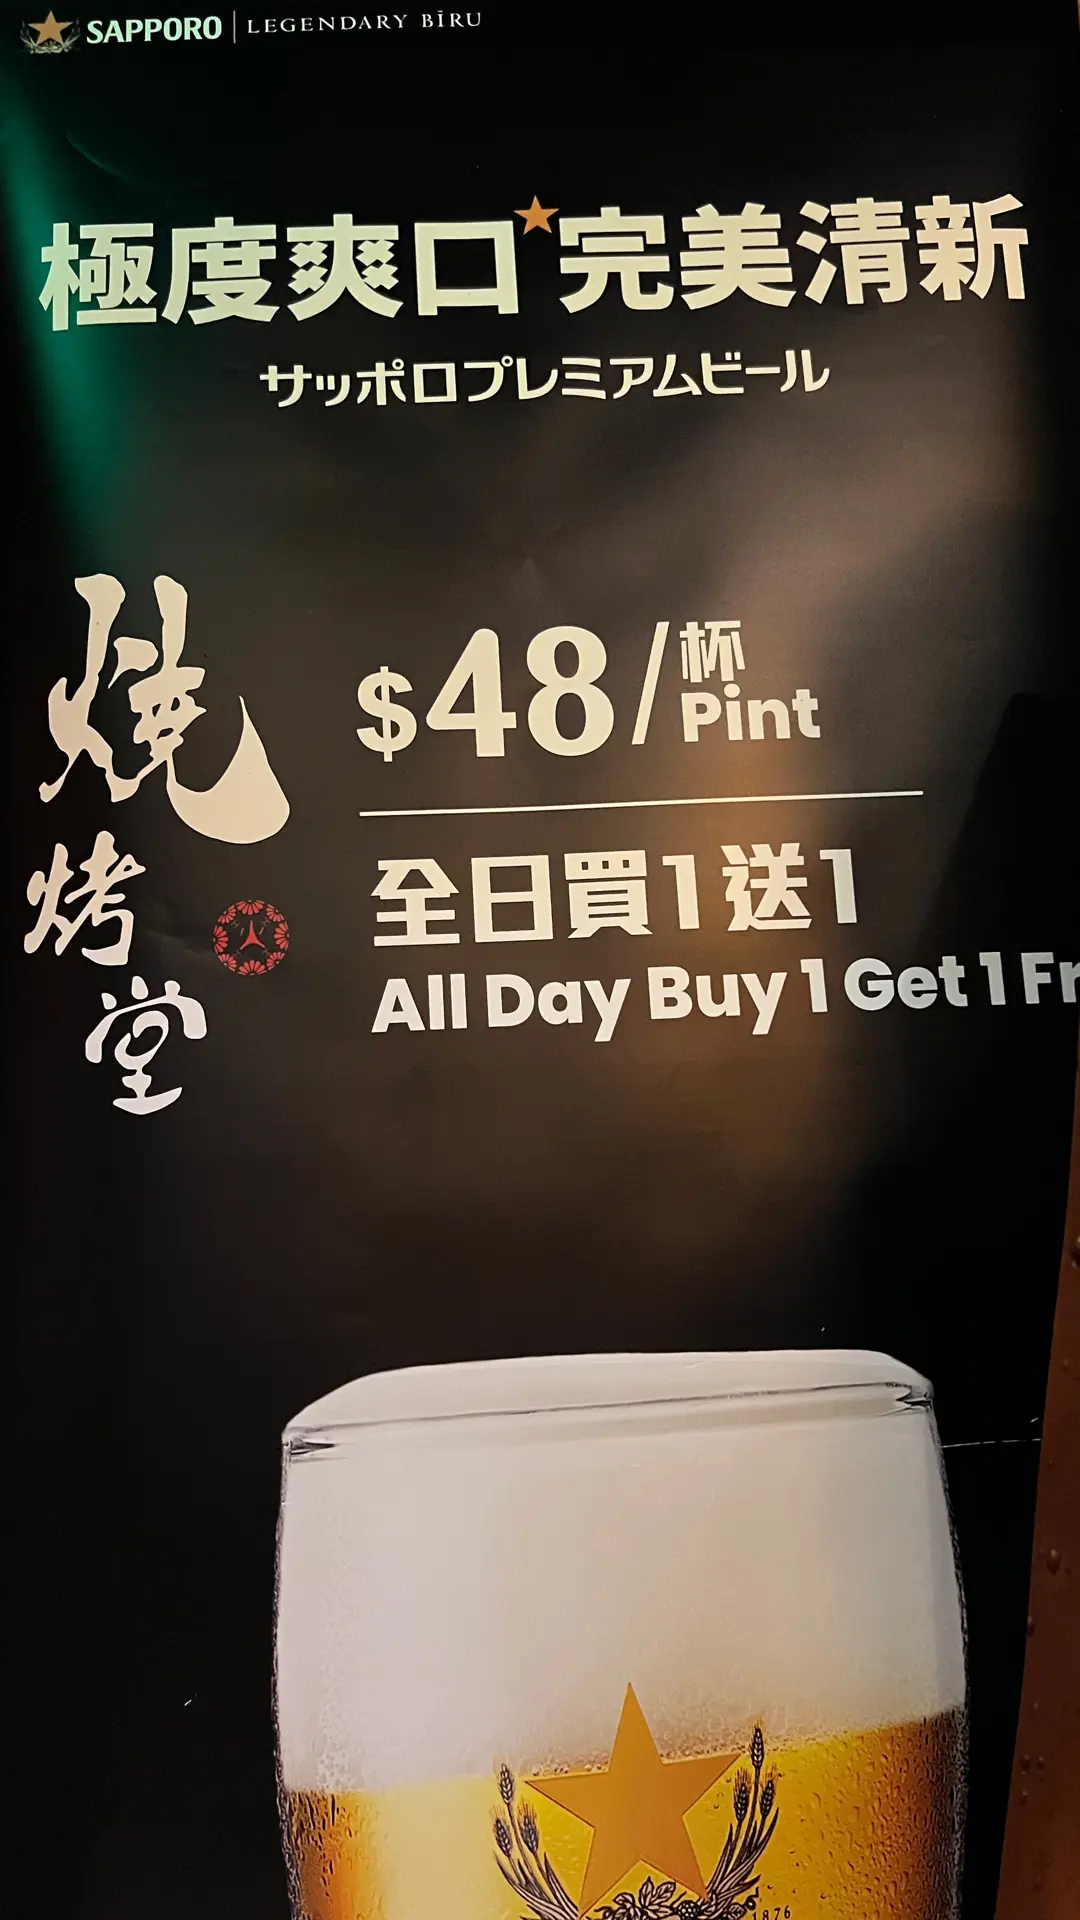 SAPPORO | LEGENDARY BĪRU
極度爽口★完美清新
サッポロプレミアムビール
燒烤堂
$48/杯
Pint
全日買1送1
All Day Buy 1 Get 1 Fr
1876